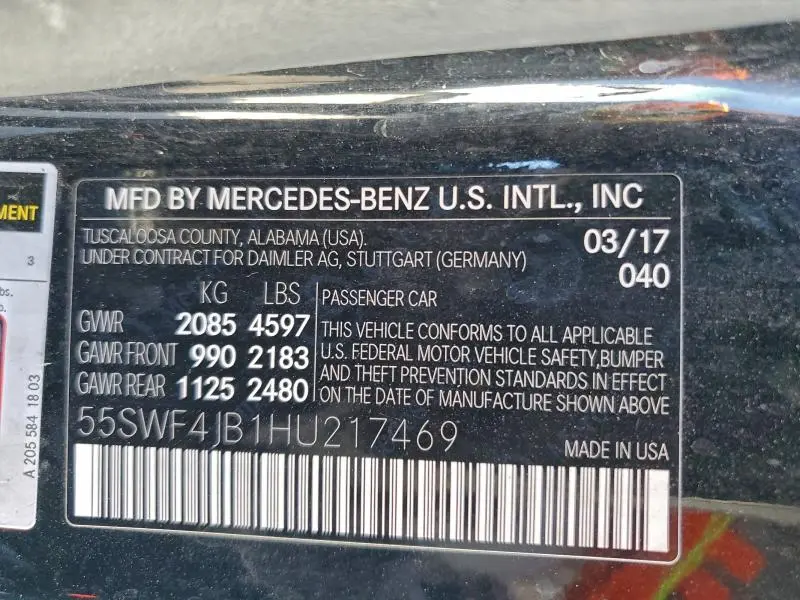 MFD BY MERCEDES-BENZ U.S. INTL., INC
TUSCALOOSA COUNTY, ALABAMA (USA).
UNDER CONTRACT FOR DAIMLER AG, STUTTGART (GERMANY)
03/17
040
KG LBS
GVWR 2085 4597
GAWR FRONT 990 2183
GAWR REAR 1125 2480
PASSENGER CAR
THIS VEHICLE CONFORMS TO ALL APPLICABLE
U.S. FEDERAL MOTOR VEHICLE SAFETY,BUMPER
AND THEFT PREVENTION STANDARDS IN EFFECT
ON THE DATE OF MANUFACTURE SHOWN ABOVE
55SWF4JB1HU217469
MADE IN USA
3
A 205 584 18 03